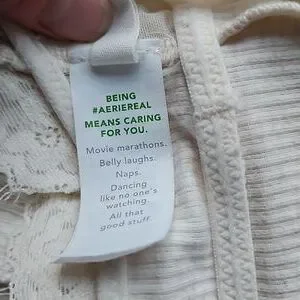 BEING
#AERIEREAL
MEANS CARING
FOR YOU.
Movie marathons.
Belly laughs.
Naps.
Dancing
like no one's
watching.
All that
good stuff.